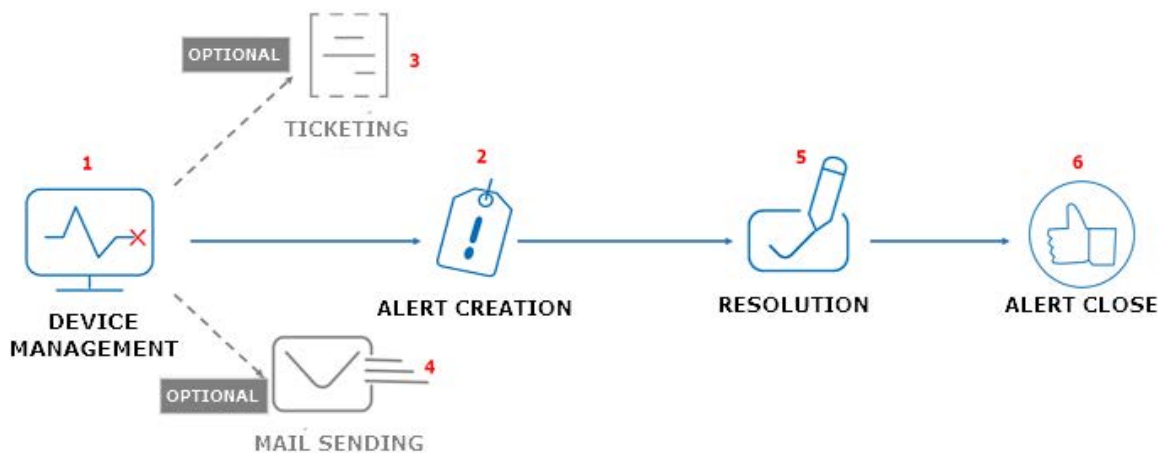 OPTIONAL
3
TICKETING
1
2
5
6
DEVICE
MANAGEMENT
ALERT CREATION
RESOLUTION
ALERT CLOSE
4
OPTIONAL
MAIL SENDING